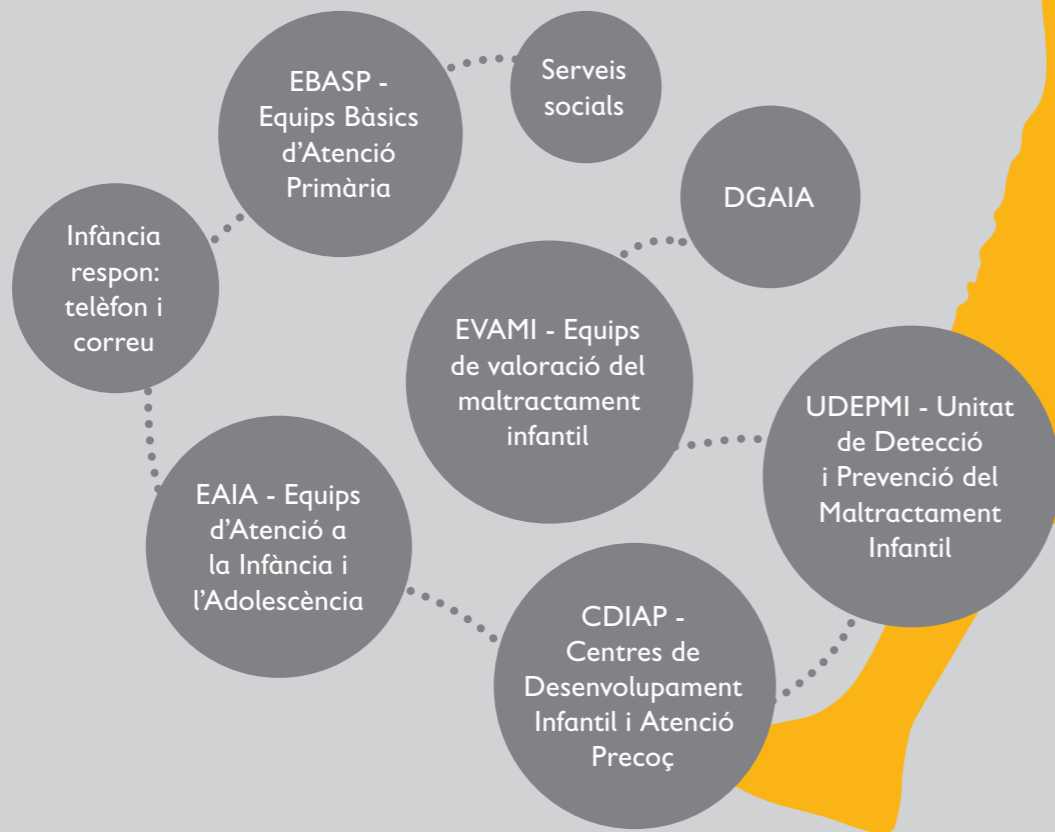 EBASP -
Equips Bàsics
d’Atenció
Primària
Serveis
socials
DGAIA
Infància
respon:
telèfon i
correu
EVAMI - Equips
de valoració del
maltractament
infantil
UDEPMI - Unitat
de Detecció
i Prevenció del
Maltractament
Infantil
EAIA - Equips
d’Atenció a
la Infància i
l’Adolescència
CDIAP -
Centres de
Desenvolupament
Infantil i Atenció
Precoç